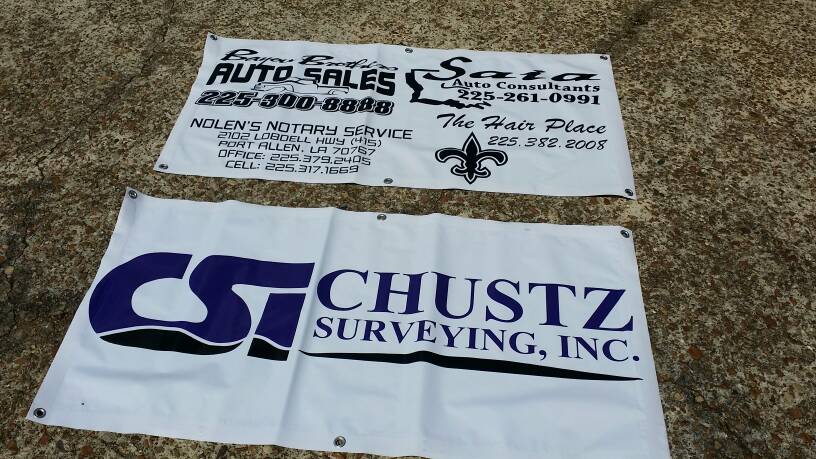 Bayou Brothers
AUTO SALES
225-300-8888
NOLEN'S NOTARY SERVICE
2102 LOBDELL HWY (415)
PORT ALLEN, LA 70767
OFFICE: 225.379.2405
CELL: 225.317.1669
Saia
Auto Consultants
225-261-0991
The Hair Place
225.382.2008
CSI
CHUSTZ
SURVEYING, INC.